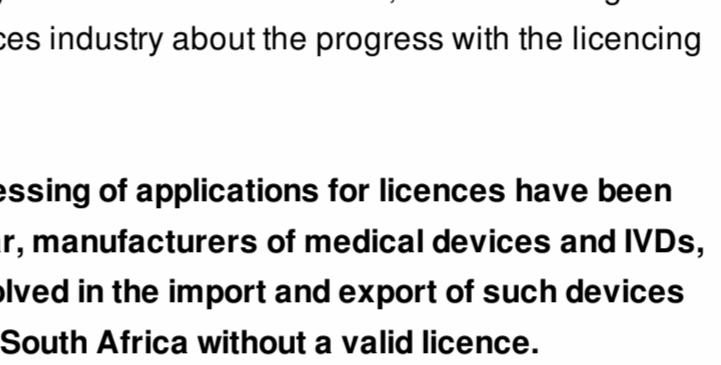 ces industry about the progress with the licencing
essing of applications for licences have been
r, manufacturers of medical devices and IVDs,
olved in the import and export of such devices
South Africa without a valid licence.